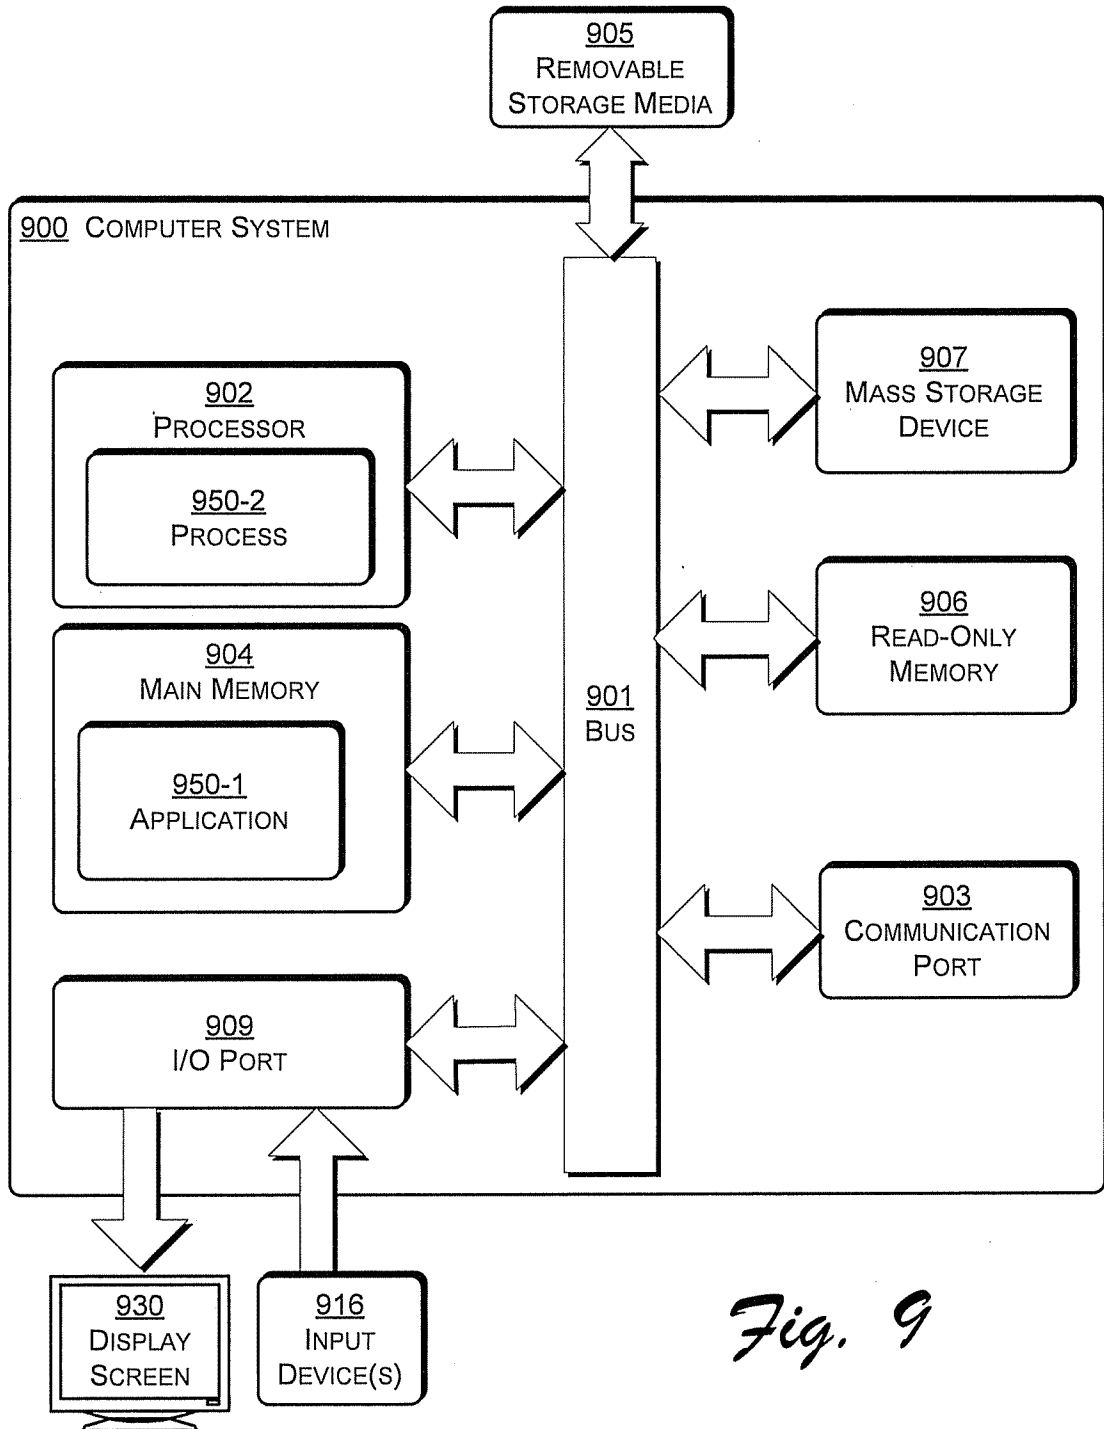 905
REMOVABLE
STORAGE MEDIA
900 COMPUTER SYSTEM
902
PROCESSOR
950-2
PROCESS
904
MAIN MEMORY
950-1
APPLICATION
909
I/O PORT
901
BUS
907
MASS STORAGE
DEVICE
906
READ-ONLY
MEMORY
903
COMMUNICATION
PORT
930
DISPLAY
SCREEN
916
INPUT
DEVICE(S)
Fig. 9